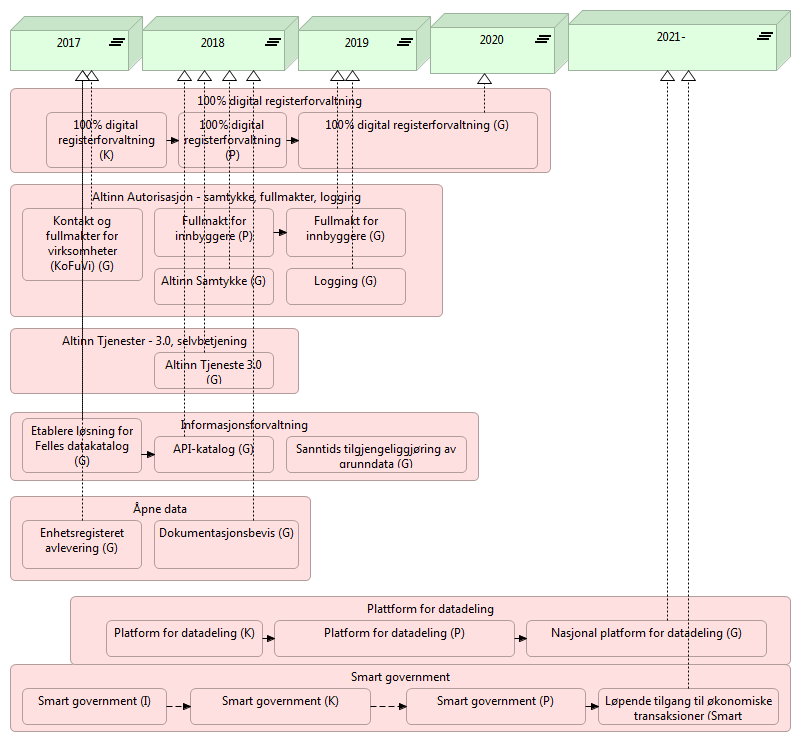 2017
2018
2019
2020
2021-
100% digital registerforvaltning
100% digital
registerforvaltning
(K)
100% digital
registerforvaltning
(P)
100% digital registerforvaltning (G)
Altinn Autorisasjon - samtykke, fullmakter, logging
Kontakt og
fullmakter for
virksomheter
(KoFuVi) (G)
Fullmakt for
innbyggere (P)
Fullmakt for
innbyggere (G)
Altinn Samtykke (G)
Logging (G)
Altinn Tjenester - 3.0, selvbetjening
Altinn Tjeneste 3.0
(G)
Informasjonsforvaltning
Etablere løsning for
Felles datakatalog
(G)
API-katalog (G)
Sanntids tilgjengeliggjøring av
grunndata (G)
Åpne data
Enhetsregisteret
avlevering (G)
Dokumentasjonsbevis (G)
Plattform for datadeling
Platform for datadeling (K)
Platform for datadeling (P)
Nasjonal platform for datadeling (G)
Smart government
Smart government (I)
Smart government (K)
Smart government (P)
Løpende tilgang til økonomiske
transaksjoner (Smart